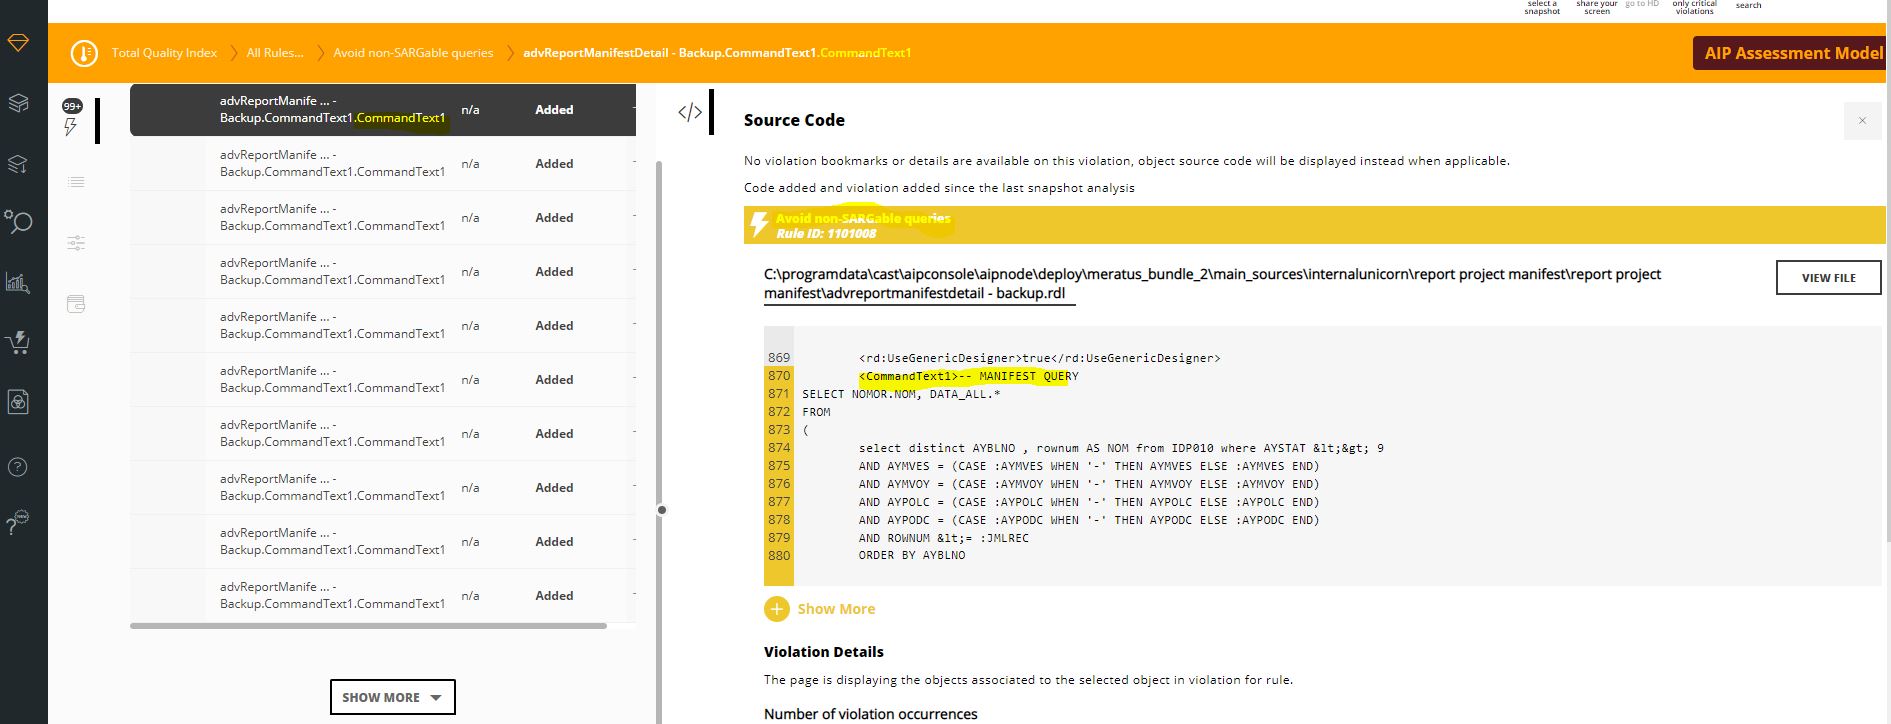 select a
snapshot
share your
screen
go to HD
only critical
violations
search
Total Quality Index
All Rules...
Avoid non-SARGable queries
advReportManifestDetail - Backup.CommandText1.CommandText1
AIP Assessment Model
99+
advReportManife ... -
Backup.CommandText1.CommandText1 n/a Added
advReportManife ... -
Backup.CommandText1.CommandText1 n/a Added
advReportManife ... -
Backup.CommandText1.CommandText1 n/a Added
advReportManife ... -
Backup.CommandText1.CommandText1 n/a Added
advReportManife ... -
Backup.CommandText1.CommandText1 n/a Added
advReportManife ... -
Backup.CommandText1.CommandText1 n/a Added
advReportManife ... -
Backup.CommandText1.CommandText1 n/a Added
advReportManife ... -
Backup.CommandText1.CommandText1 n/a Added
advReportManife ... -
Backup.CommandText1.CommandText1 n/a Added
advReportManife ... -
Backup.CommandText1.CommandText1 n/a Added
SHOW MORE
</>
Source Code
×
No violation bookmarks or details are available on this violation, object source code will be displayed instead when applicable.
Code added and violation added since the last snapshot analysis
Avoid non-SARGable queries
Rule ID: 1101008
C:\programdata\cast\aipconsole\aipnode\deploy\meratus_bundle_2\main_sources\internalunicorn\report project manifest\report project
manifest\advreportmanifestdetail - backup.rdl
VIEW FILE
869 <rd:UseGenericDesigner>true</rd:UseGenericDesigner>
870 <CommandText1>-- MANIFEST QUERY
871 SELECT NOMOR.NOM, DATA_ALL.*
872 FROM
873 (
874 select distinct AYBLNO , rownum AS NOM from IDP010 where AYSTAT &lt;&gt; 9
875 AND AYMVES = (CASE :AYMVES WHEN '-' THEN AYMVES ELSE :AYMVES END)
876 AND AYMVOY = (CASE :AYMVOY WHEN '-' THEN AYMVOY ELSE :AYMVOY END)
877 AND AYPOLC = (CASE :AYPOLC WHEN '-' THEN AYPOLC ELSE :AYPOLC END)
878 AND AYPODC = (CASE :AYPODC WHEN '-' THEN AYPODC ELSE :AYPODC END)
879 AND ROWNUM &lt;= :JMLREC
880 ORDER BY AYBLNO
+ Show More
Violation Details
The page is displaying the objects associated to the selected object in violation for rule.
Number of violation occurrences